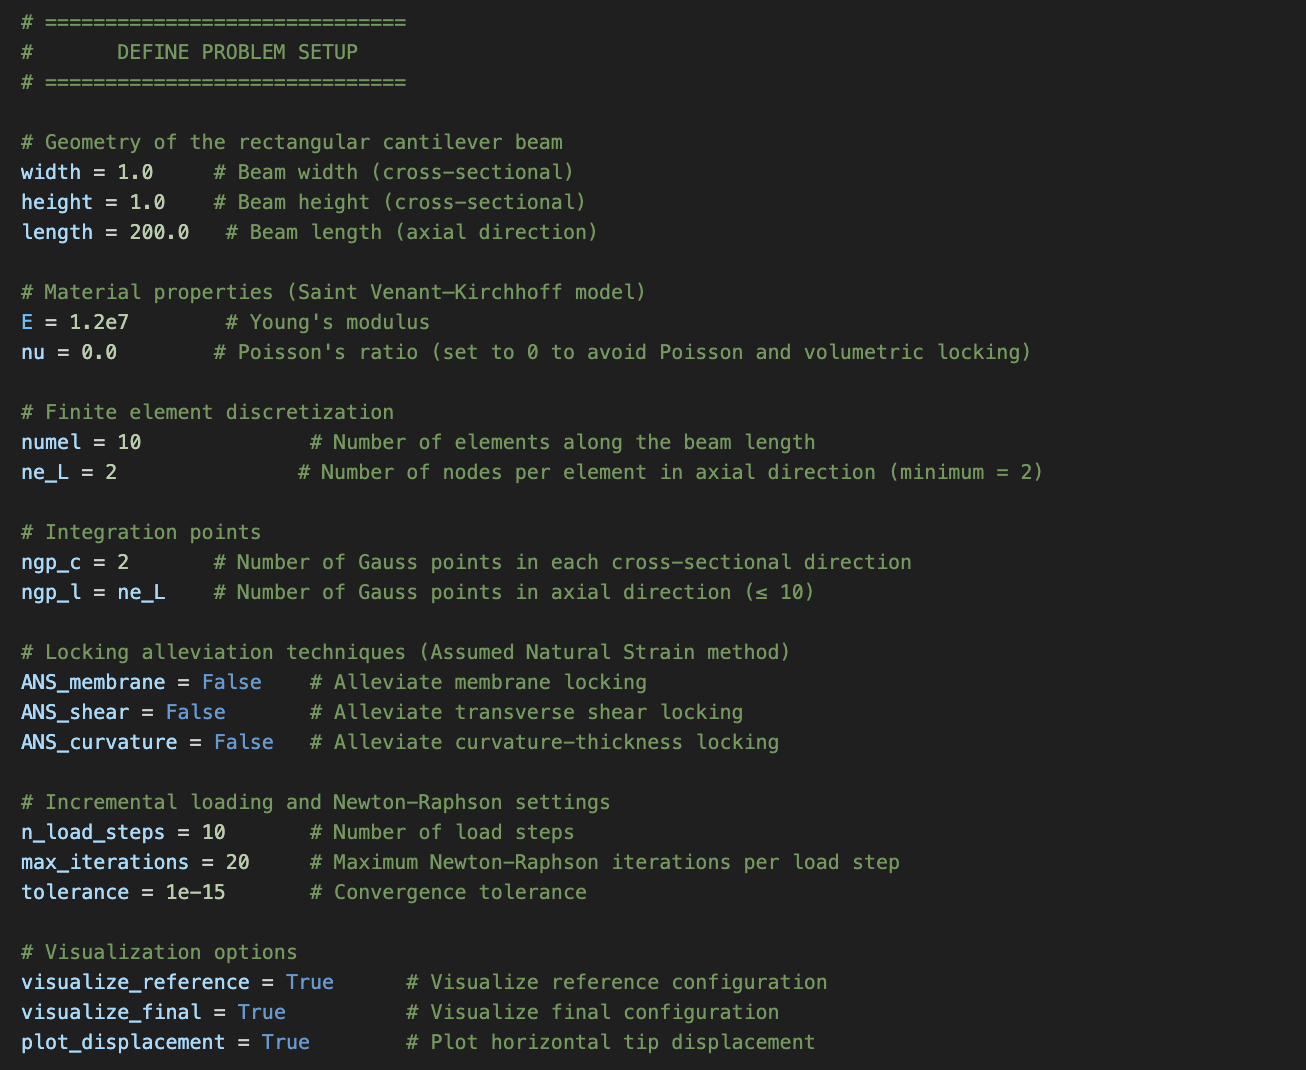 # ==============================
#       DEFINE PROBLEM SETUP
# ==============================

# Geometry of the rectangular cantilever beam
width = 1.0     # Beam width (cross-sectional)
height = 1.0    # Beam height (cross-sectional)
length = 200.0   # Beam length (axial direction)

# Material properties (Saint Venant–Kirchhoff model)
E = 1.2e7        # Young's modulus
nu = 0.0        # Poisson's ratio (set to 0 to avoid Poisson and volumetric locking)

# Finite element discretization
numel = 10              # Number of elements along the beam length
ne_L = 2               # Number of nodes per element in axial direction (minimum = 2)

# Integration points
ngp_c = 2       # Number of Gauss points in each cross-sectional direction
ngp_l = ne_L    # Number of Gauss points in axial direction (≤ 10)

# Locking alleviation techniques (Assumed Natural Strain method)
ANS_membrane = False    # Alleviate membrane locking
ANS_shear = False       # Alleviate transverse shear locking
ANS_curvature = False   # Alleviate curvature-thickness locking

# Incremental loading and Newton-Raphson settings
n_load_steps = 10       # Number of load steps
max_iterations = 20     # Maximum Newton-Raphson iterations per load step
tolerance = 1e-15       # Convergence tolerance

# Visualization options
visualize_reference = True      # Visualize reference configuration
visualize_final = True          # Visualize final configuration
plot_displacement = True        # Plot horizontal tip displacement